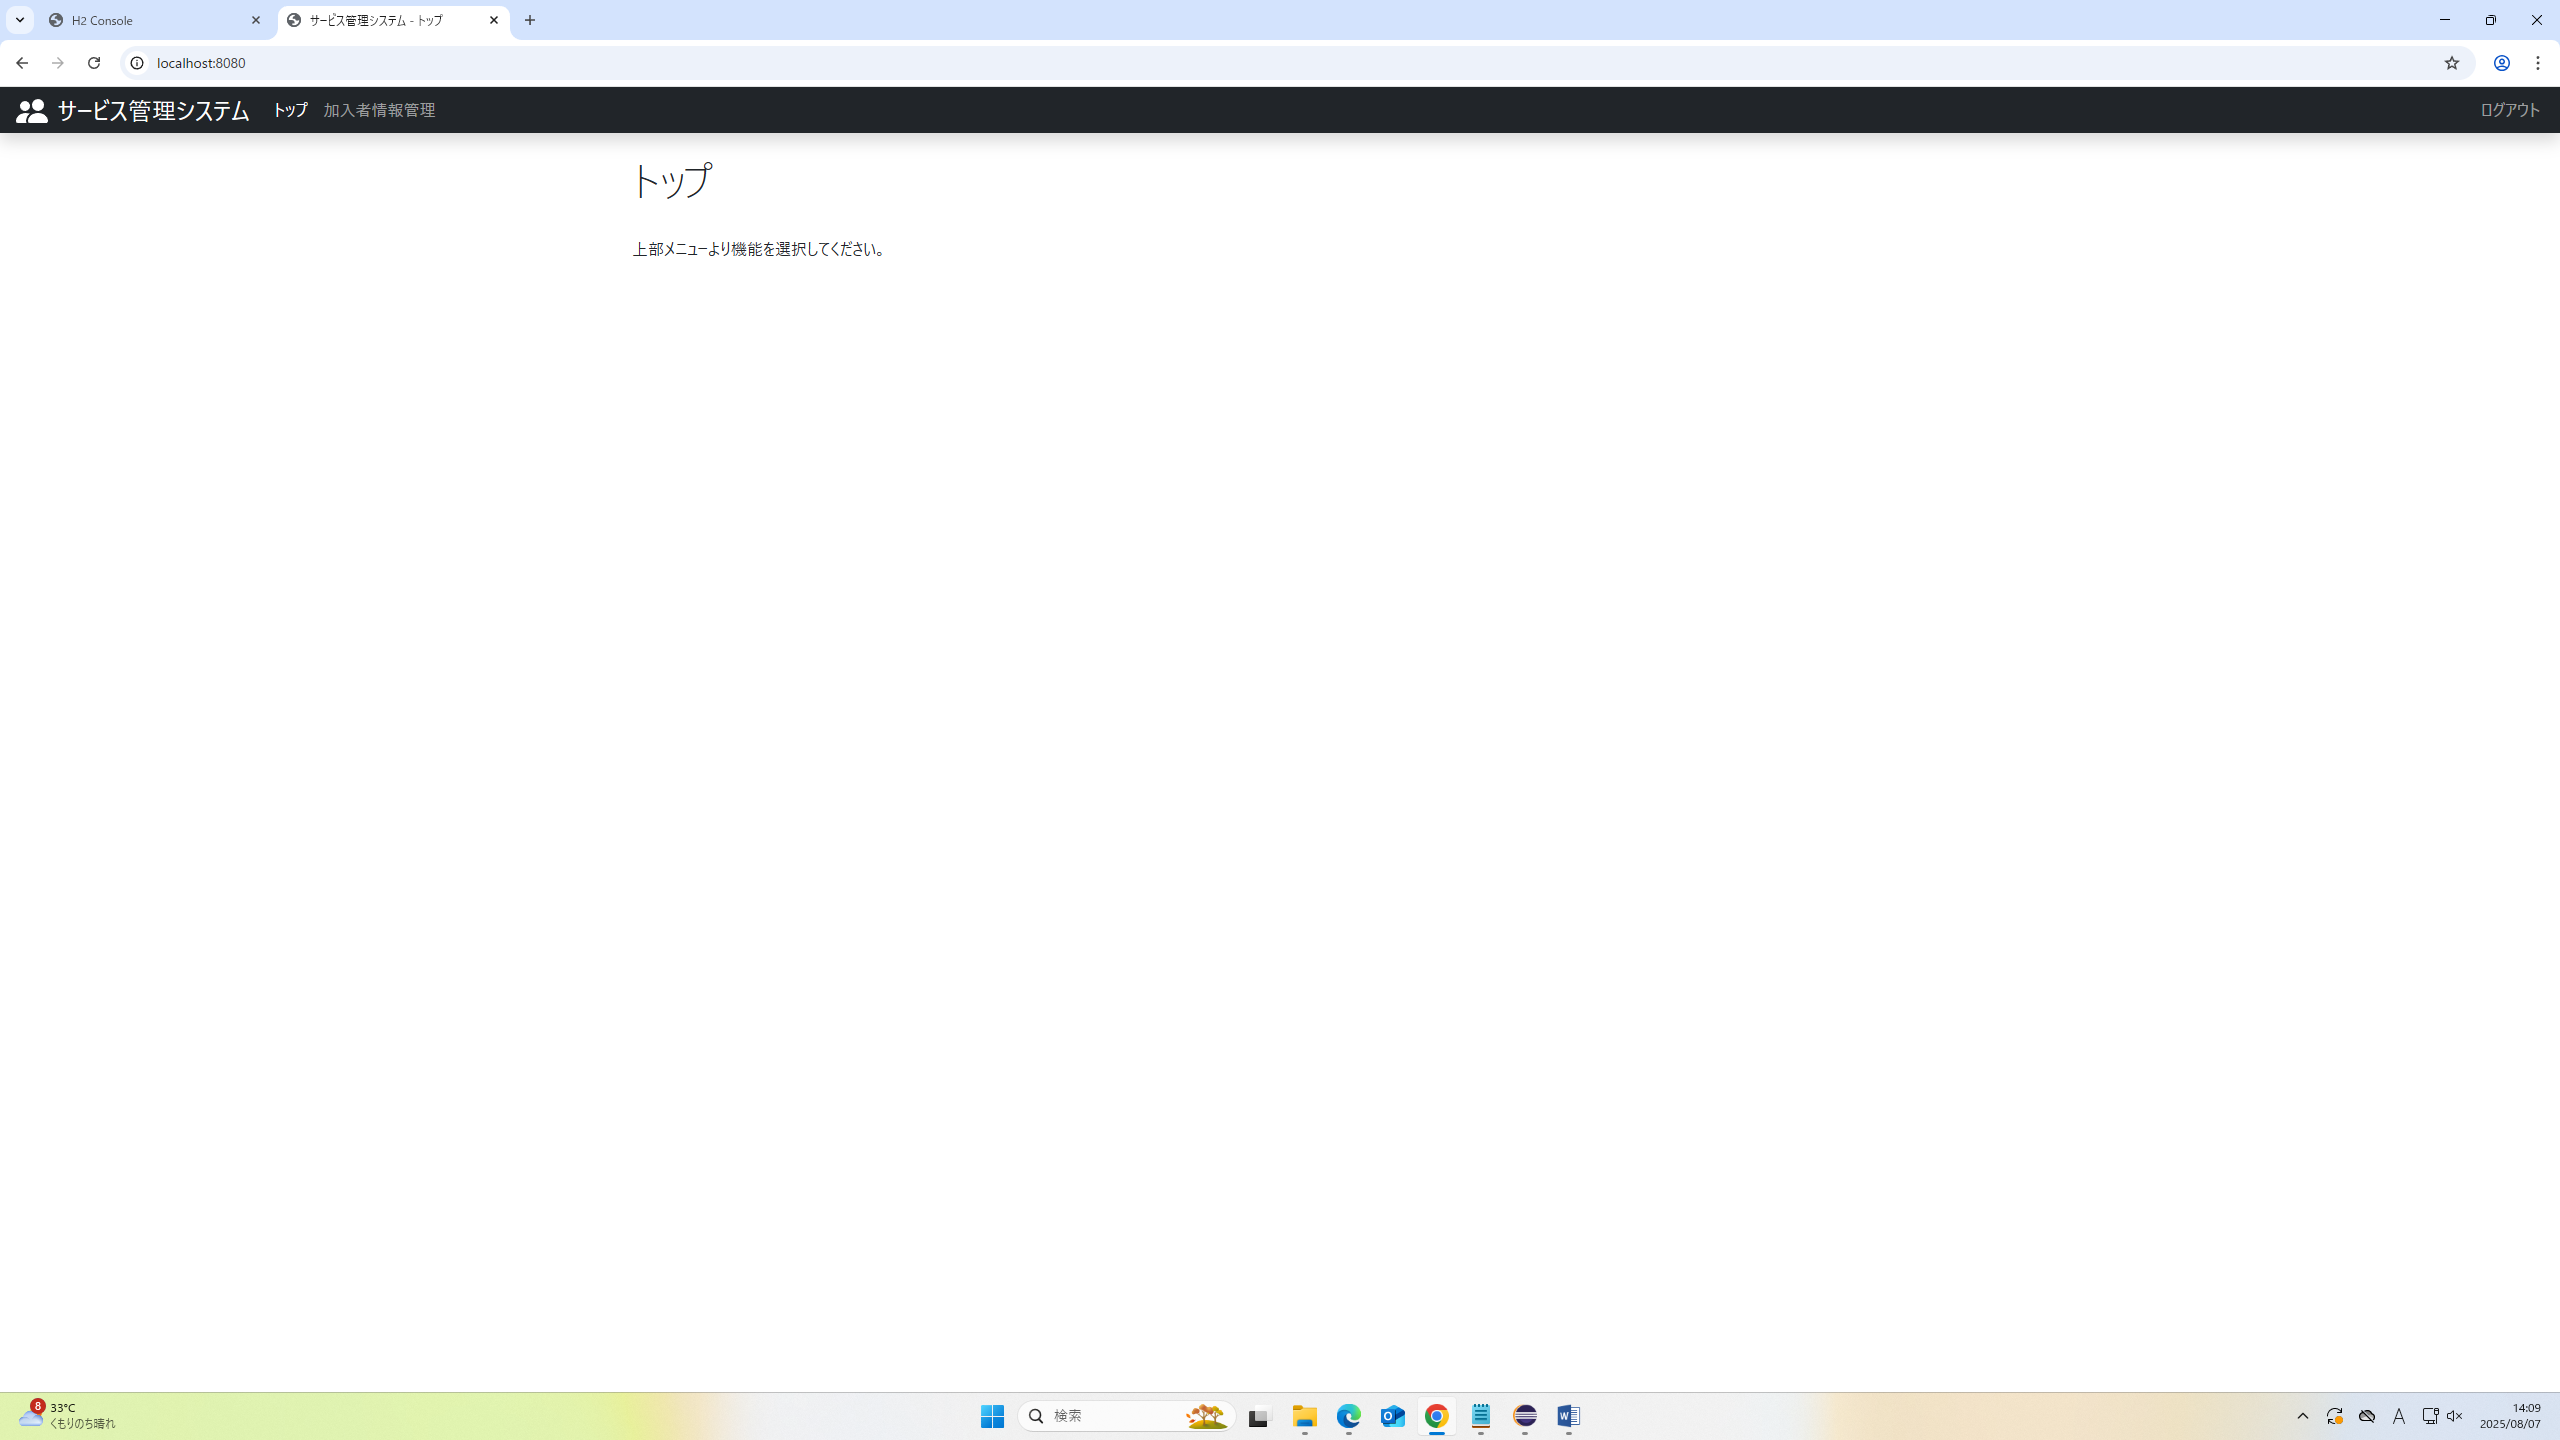 H2 Console
サービス管理システム - トップ
localhost:8080
サービス管理システム トップ 加入者情報管理 ログアウト
トップ
上部メニューより機能を選択してください。
8
33°C
くもりのち晴れ
検索
A
14:09
2025/08/07